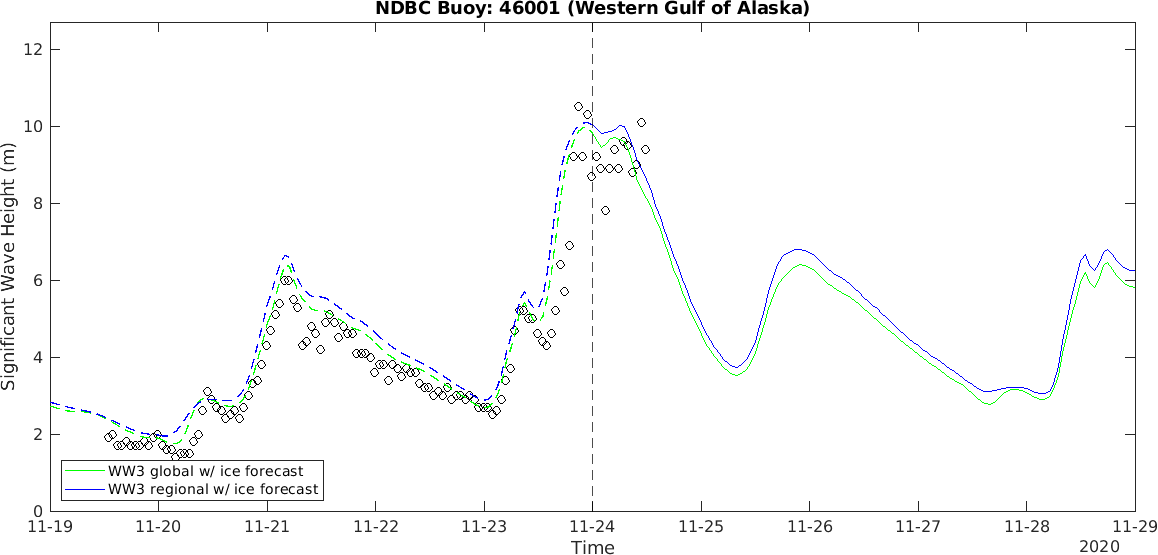 NDBC Buoy: 46001 (Western Gulf of Alaska)
Significant Wave Height (m)
12
10
8
6
4
2
0
WW3 global w/ ice forecast
WW3 regional w/ ice forecast
11-19 11-20 11-21 11-22 11-23 11-24 11-25 11-26 11-27 11-28 11-29
Time
2020